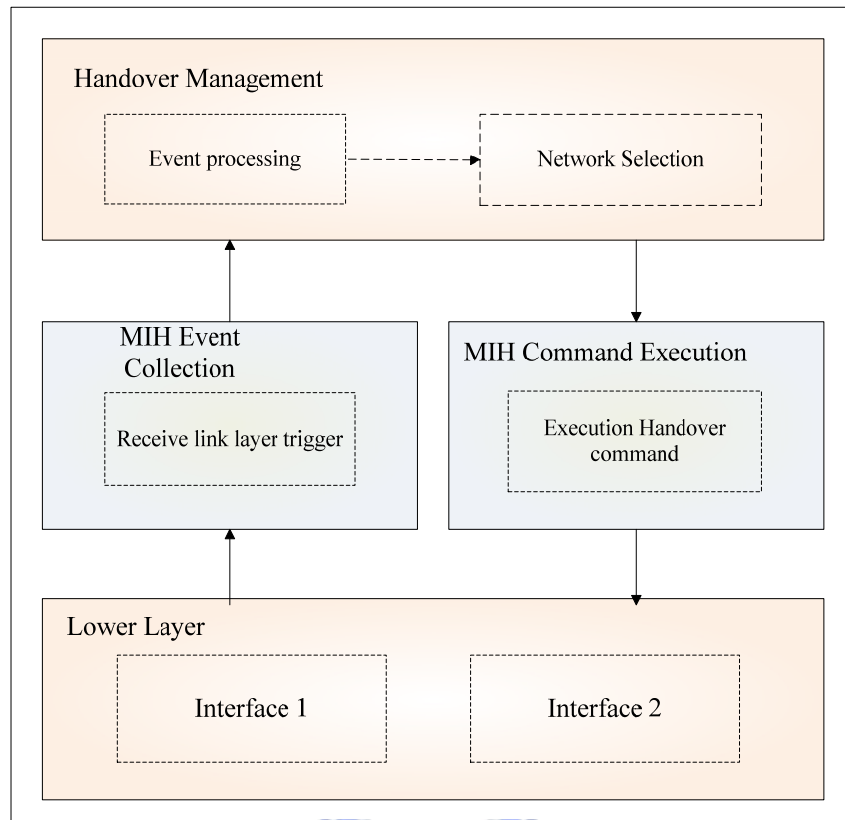 Handover Management
Event processing
Network Selection
MIH Event
Collection
Receive link layer trigger
MIH Command Execution
Execution Handover
command
Lower Layer
Interface 1
Interface 2